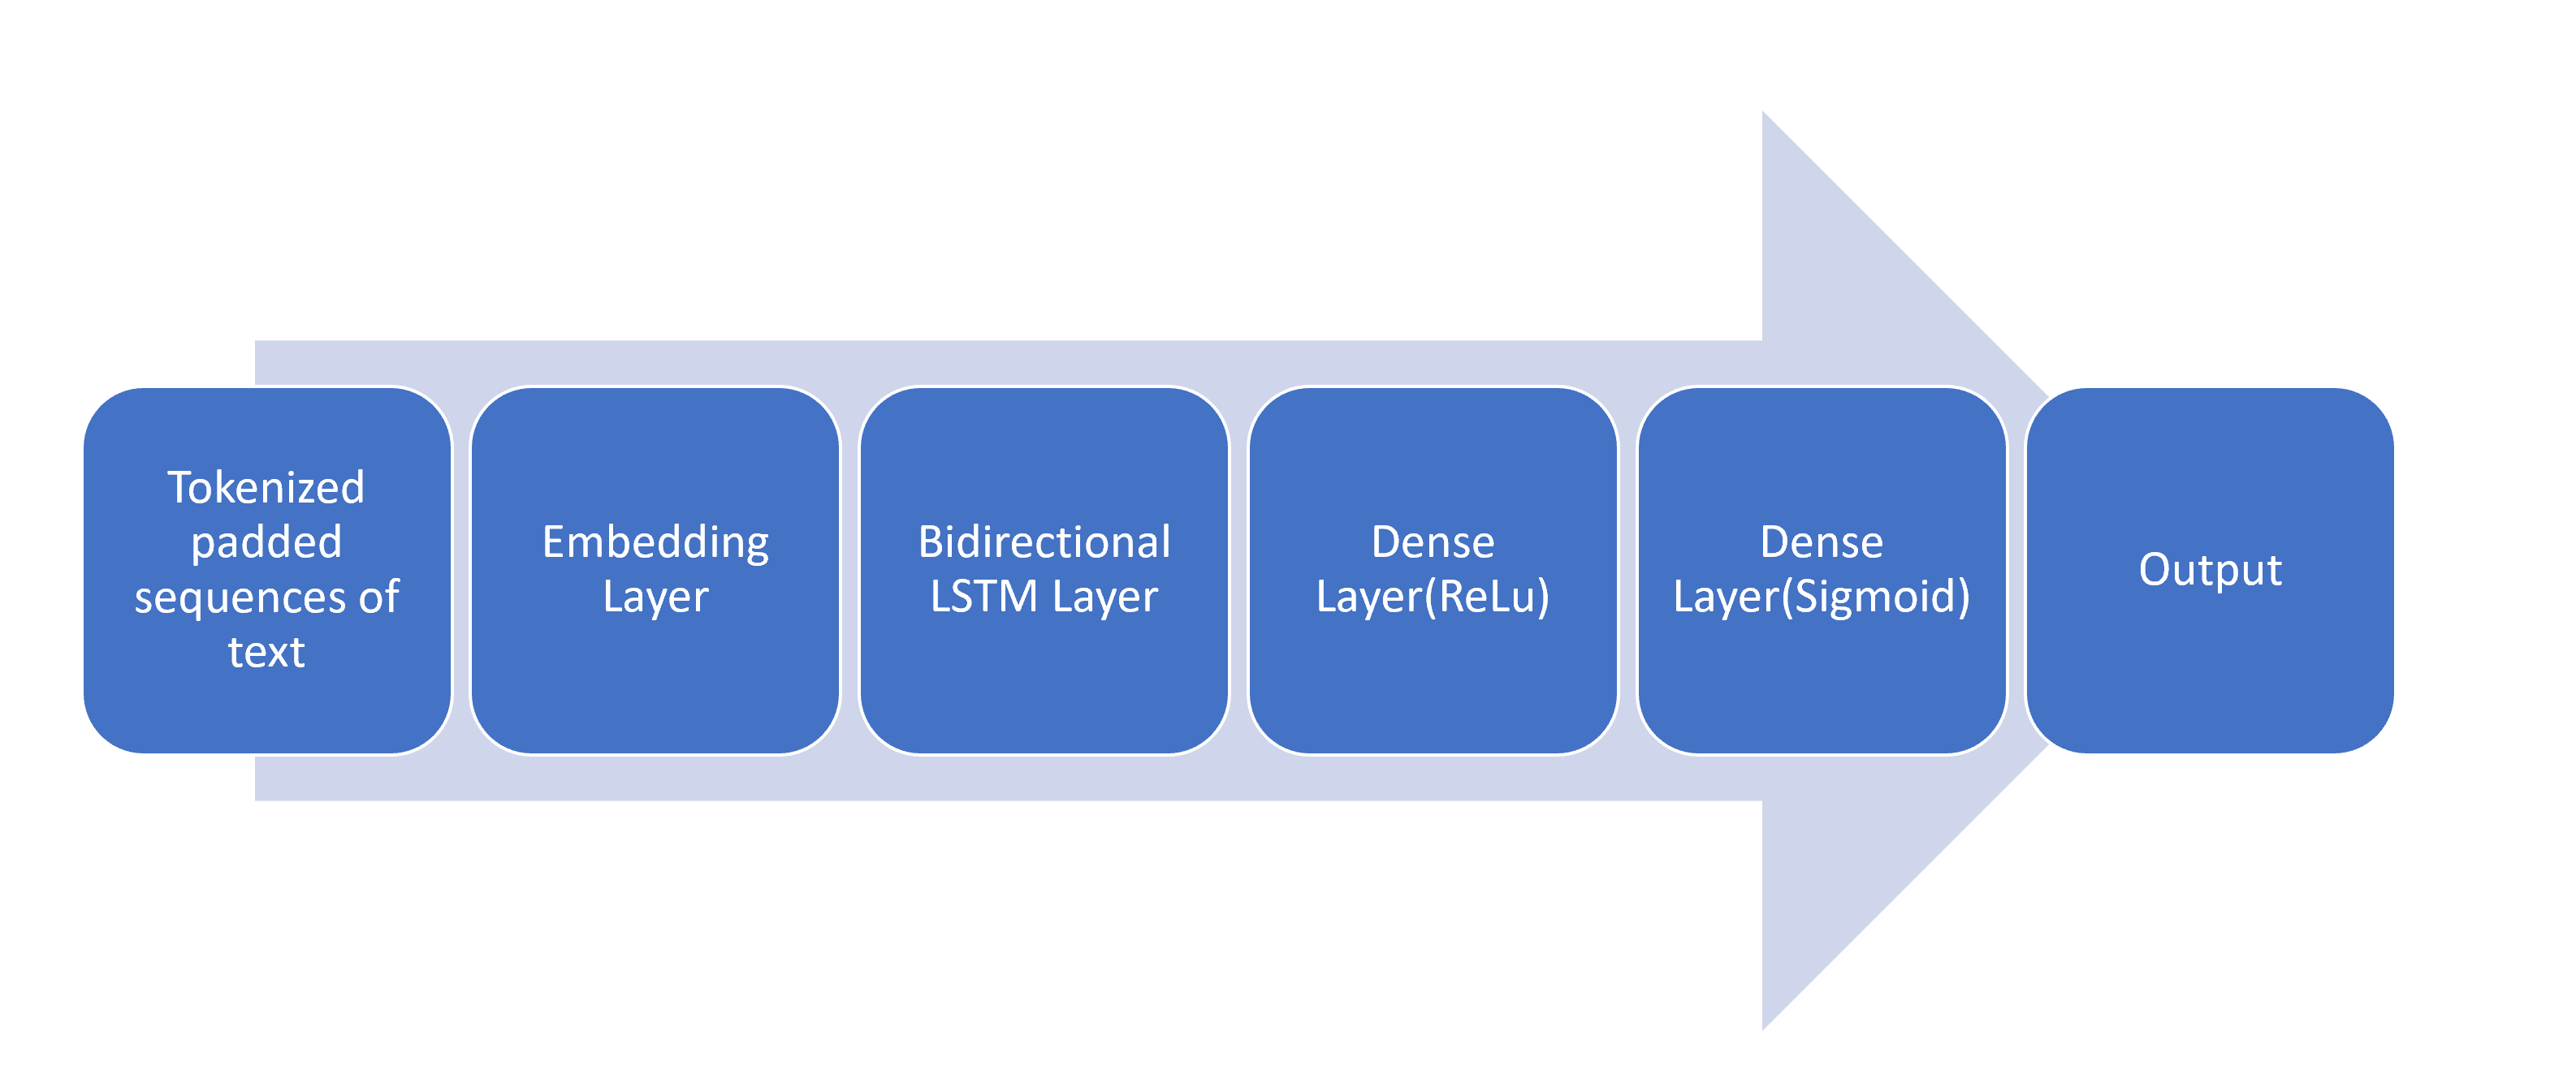 Tokenized
padded
sequences of
text
Embedding
Layer
Bidirectional
LSTM Layer
Dense
Layer(ReLu)
Dense
Layer(Sigmoid)
Output